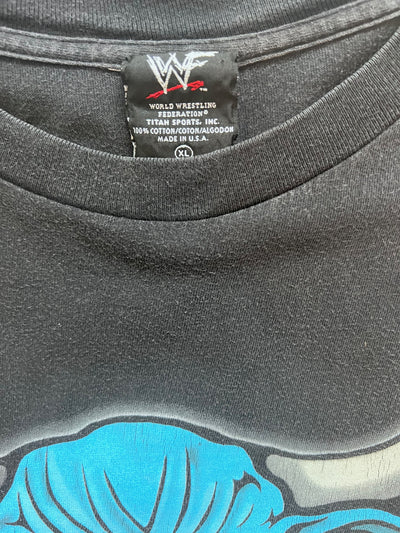 WF
WORLD WRESTLING
FEDERATION®
TITAN SPORTS, INC.
100% COTTON/COTON/ALGODON
MADE IN U.S.A.
XL